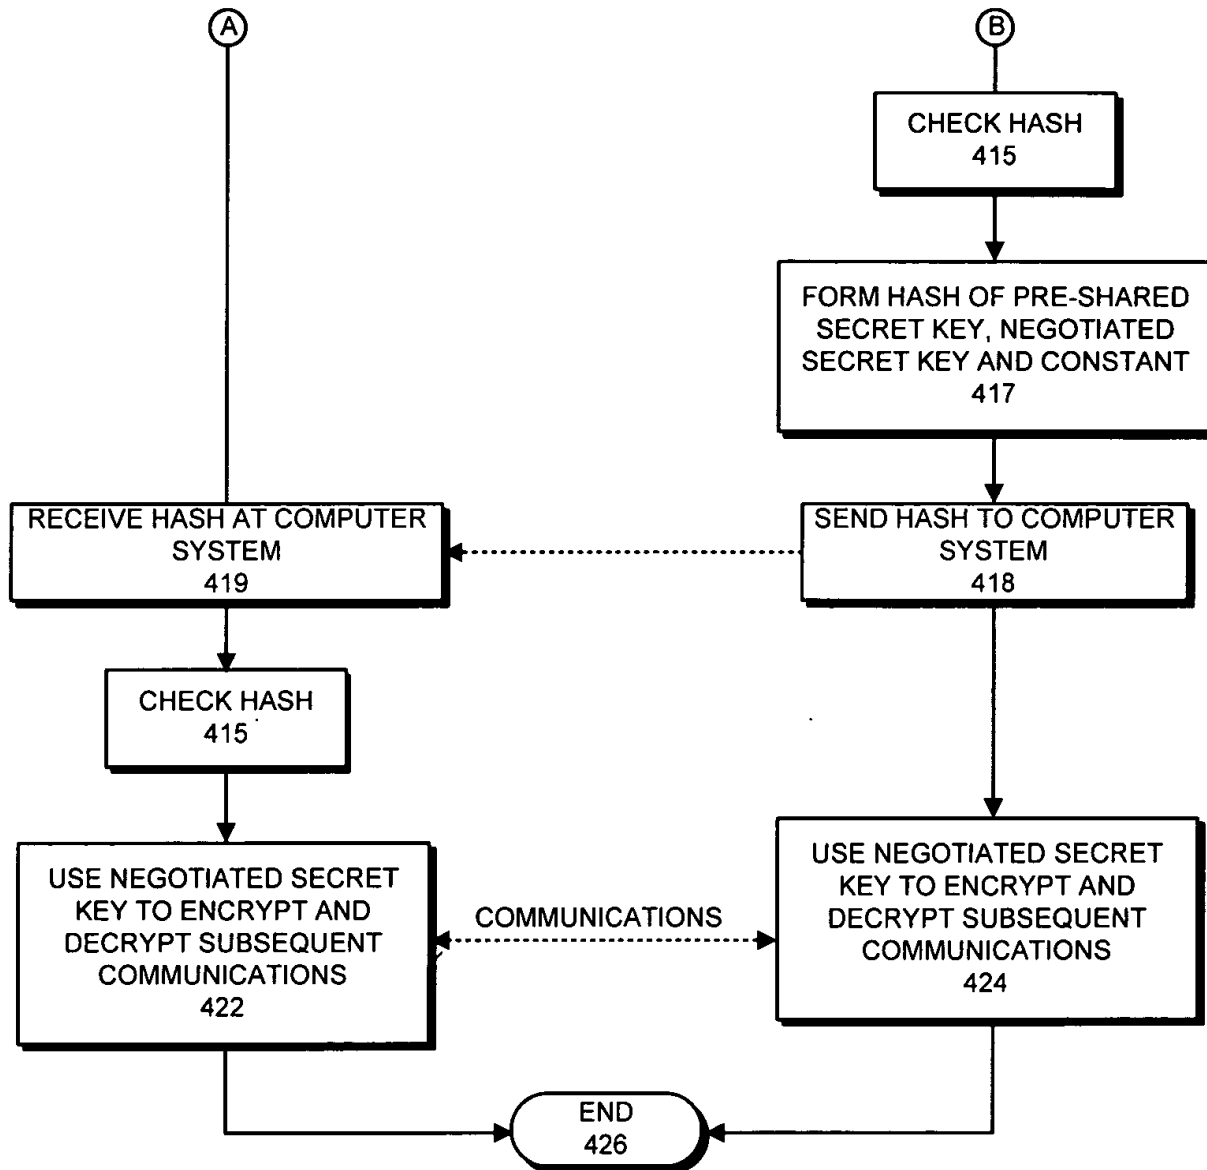 A
B
CHECK HASH
415
FORM HASH OF PRE-SHARED
SECRET KEY, NEGOTIATED
SECRET KEY AND CONSTANT
417
RECEIVE HASH AT COMPUTER
SYSTEM
419
SEND HASH TO COMPUTER
SYSTEM
418
CHECK HASH
415
USE NEGOTIATED SECRET
KEY TO ENCRYPT AND
DECRYPT SUBSEQUENT
COMMUNICATIONS
422
COMMUNICATIONS
USE NEGOTIATED SECRET
KEY TO ENCRYPT AND
DECRYPT SUBSEQUENT
COMMUNICATIONS
424
END
426